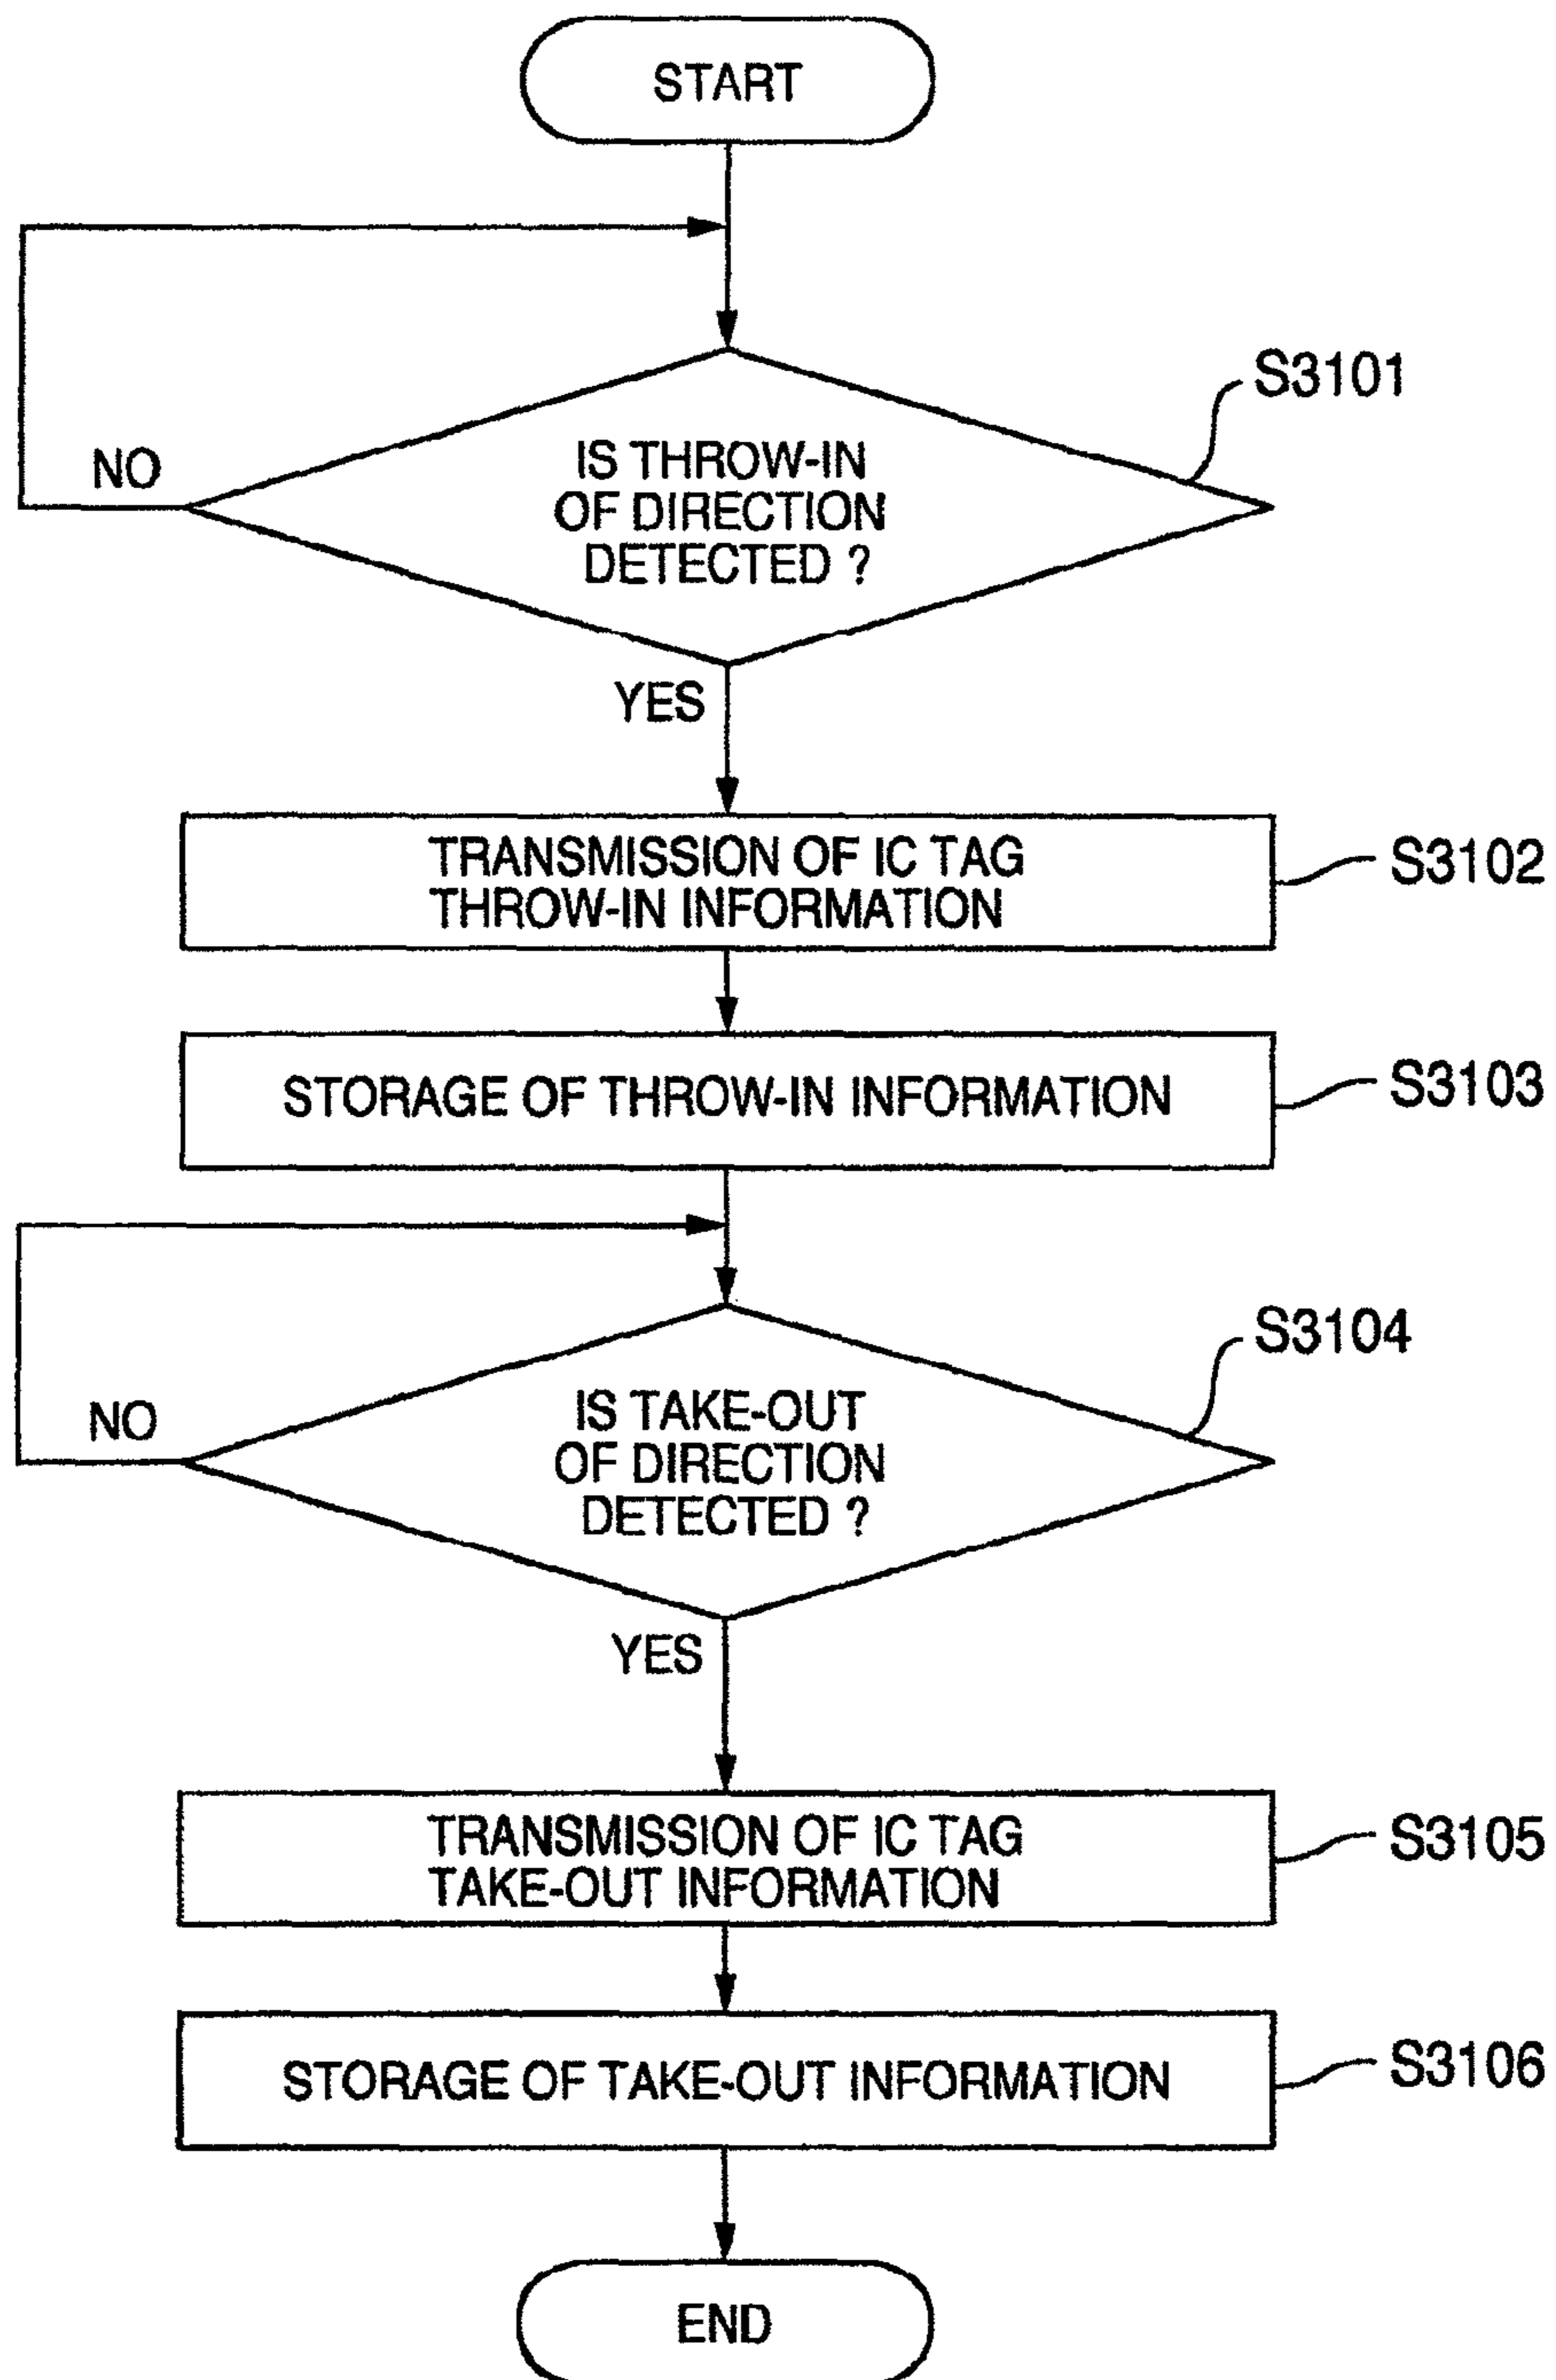 START
S3101
NO
IS THROW-IN
OF DIRECTION
DETECTED ?
YES
TRANSMISSION OF IC TAG
THROW-IN INFORMATION
S3102
STORAGE OF THROW-IN INFORMATION
S3103
S3104
NO
IS TAKE-OUT
OF DIRECTION
DETECTED ?
YES
TRANSMISSION OF IC TAG
TAKE-OUT INFORMATION
S3105
STORAGE OF TAKE-OUT INFORMATION
S3106
END